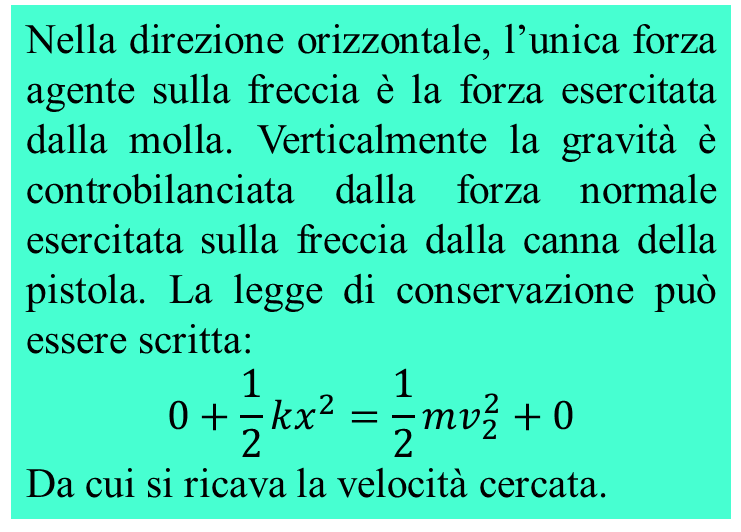 Nella direzione orizzontale, l’unica forza
agente sulla freccia è la forza esercitata
dalla molla. Verticalmente la gravità è
controbilanciata dalla forza normale
esercitata sulla freccia dalla canna della
pistola. La legge di conservazione può
essere scritta:
0 + \frac{1}{2} kx^2 = \frac{1}{2} mv_2^2 + 0
Da cui si ricava la velocità cercata.